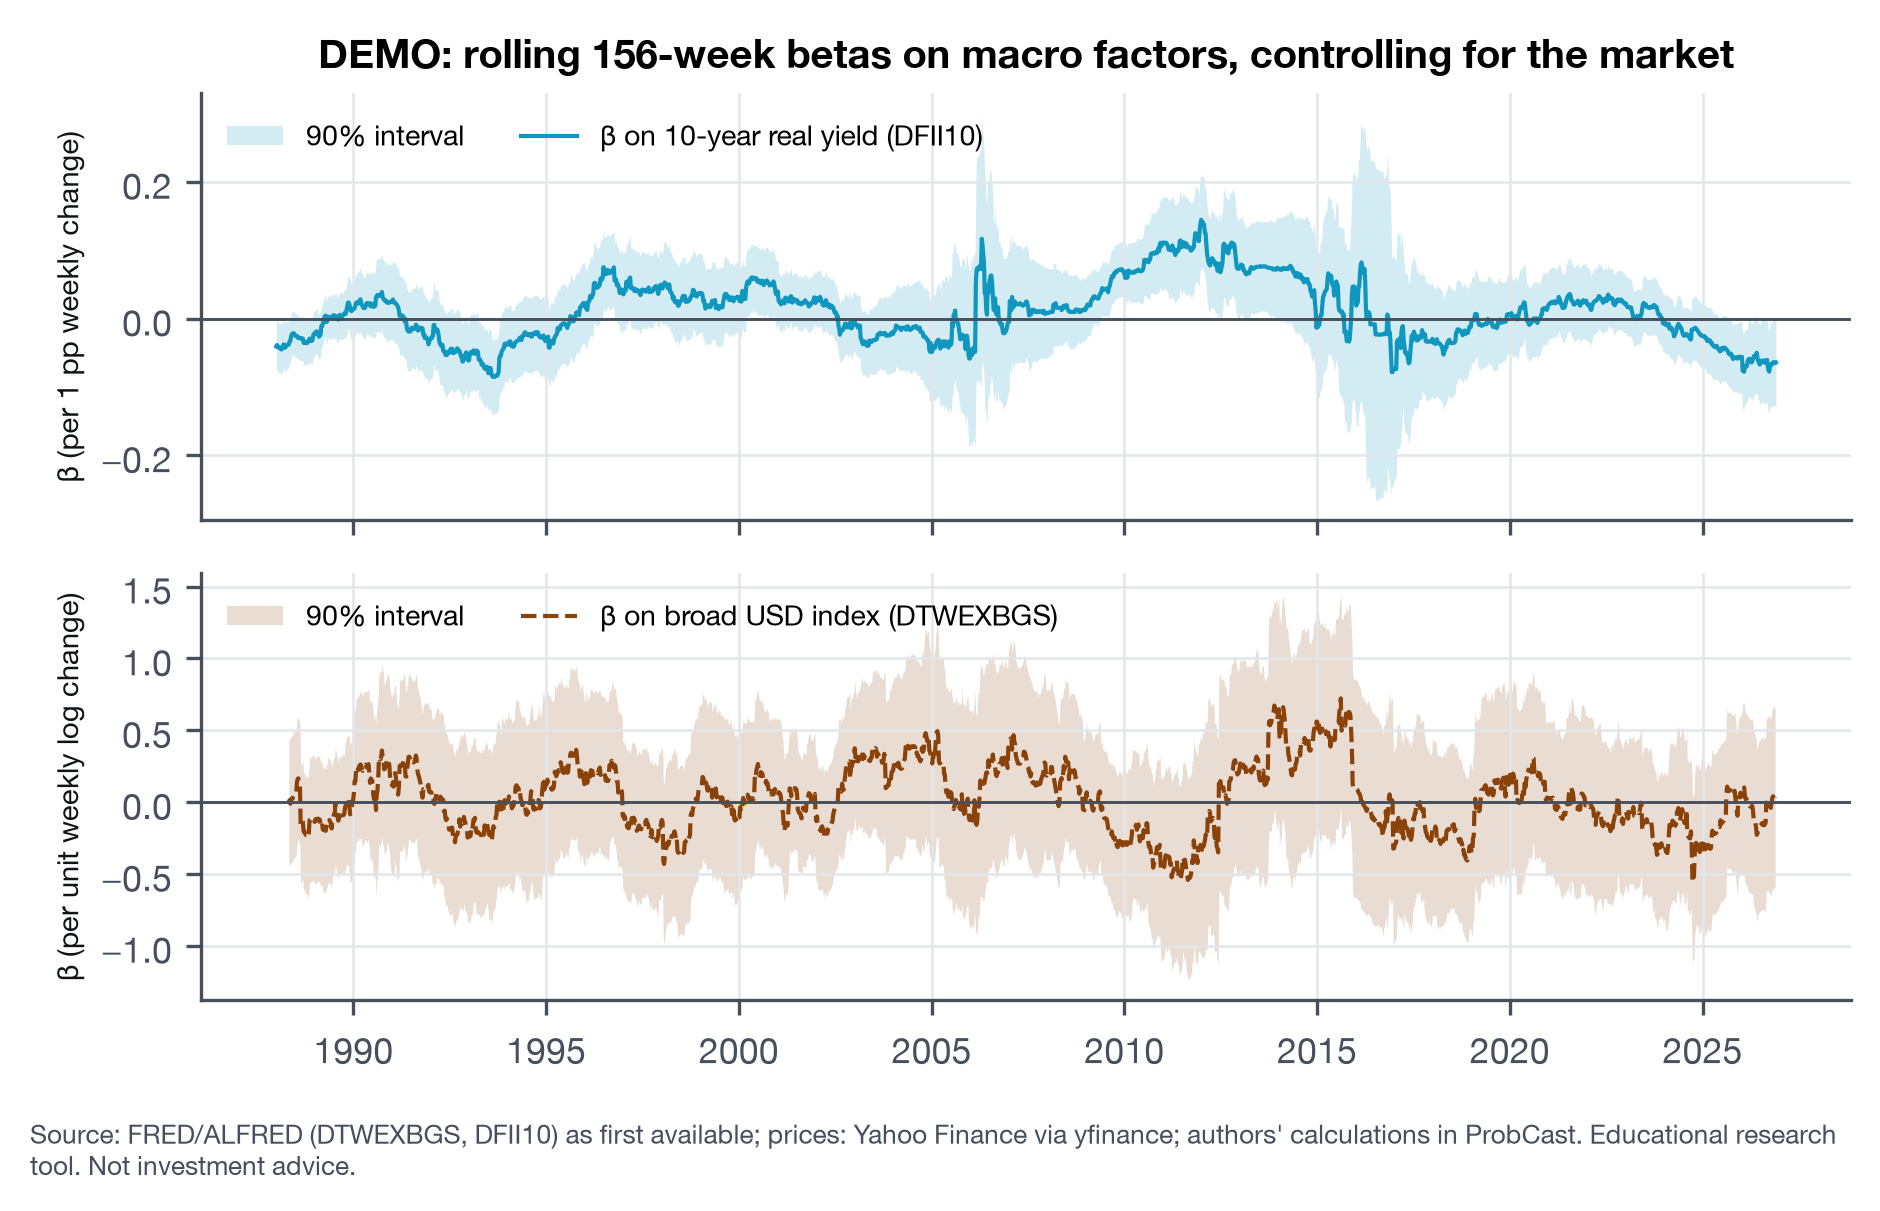 DEMO: rolling 156-week betas on macro factors, controlling for the market
β (per 1 pp weekly change)
90% interval
β on 10-year real yield (DFII10)
0.2
0.0
−0.2
β (per unit weekly log change)
90% interval
β on broad USD index (DTWEXBGS)
1.5
1.0
0.5
0.0
−0.5
−1.0
1990
1995
2000
2005
2010
2015
2020
2025
Source: FRED/ALFRED (DTWEXBGS, DFII10) as first available; prices: Yahoo Finance via yfinance; authors' calculations in ProbCast. Educational research
tool. Not investment advice.